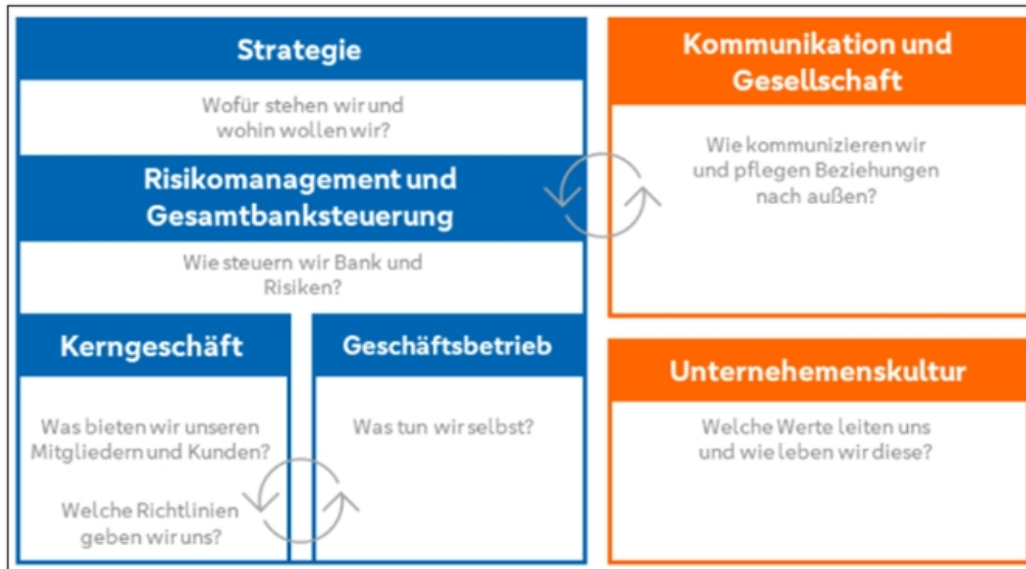 Strategie
Wofür stehen wir und
wohin wollen wir?
Risikomanagement und
Gesamtbanksteuerung
Wie steuern wir Bank und
Risiken?
Kerngeschäft
Was bieten wir unseren
Mitgliedern und Kunden?
Welche Richtlinien
geben wir uns?
Geschäftsbetrieb
Was tun wir selbst?
Kommunikation und
Gesellschaft
Wie kommunizieren wir
und pflegen Beziehungen
nach außen?
Unternehemenskultur
Welche Werte leiten uns
und wie leben wir diese?